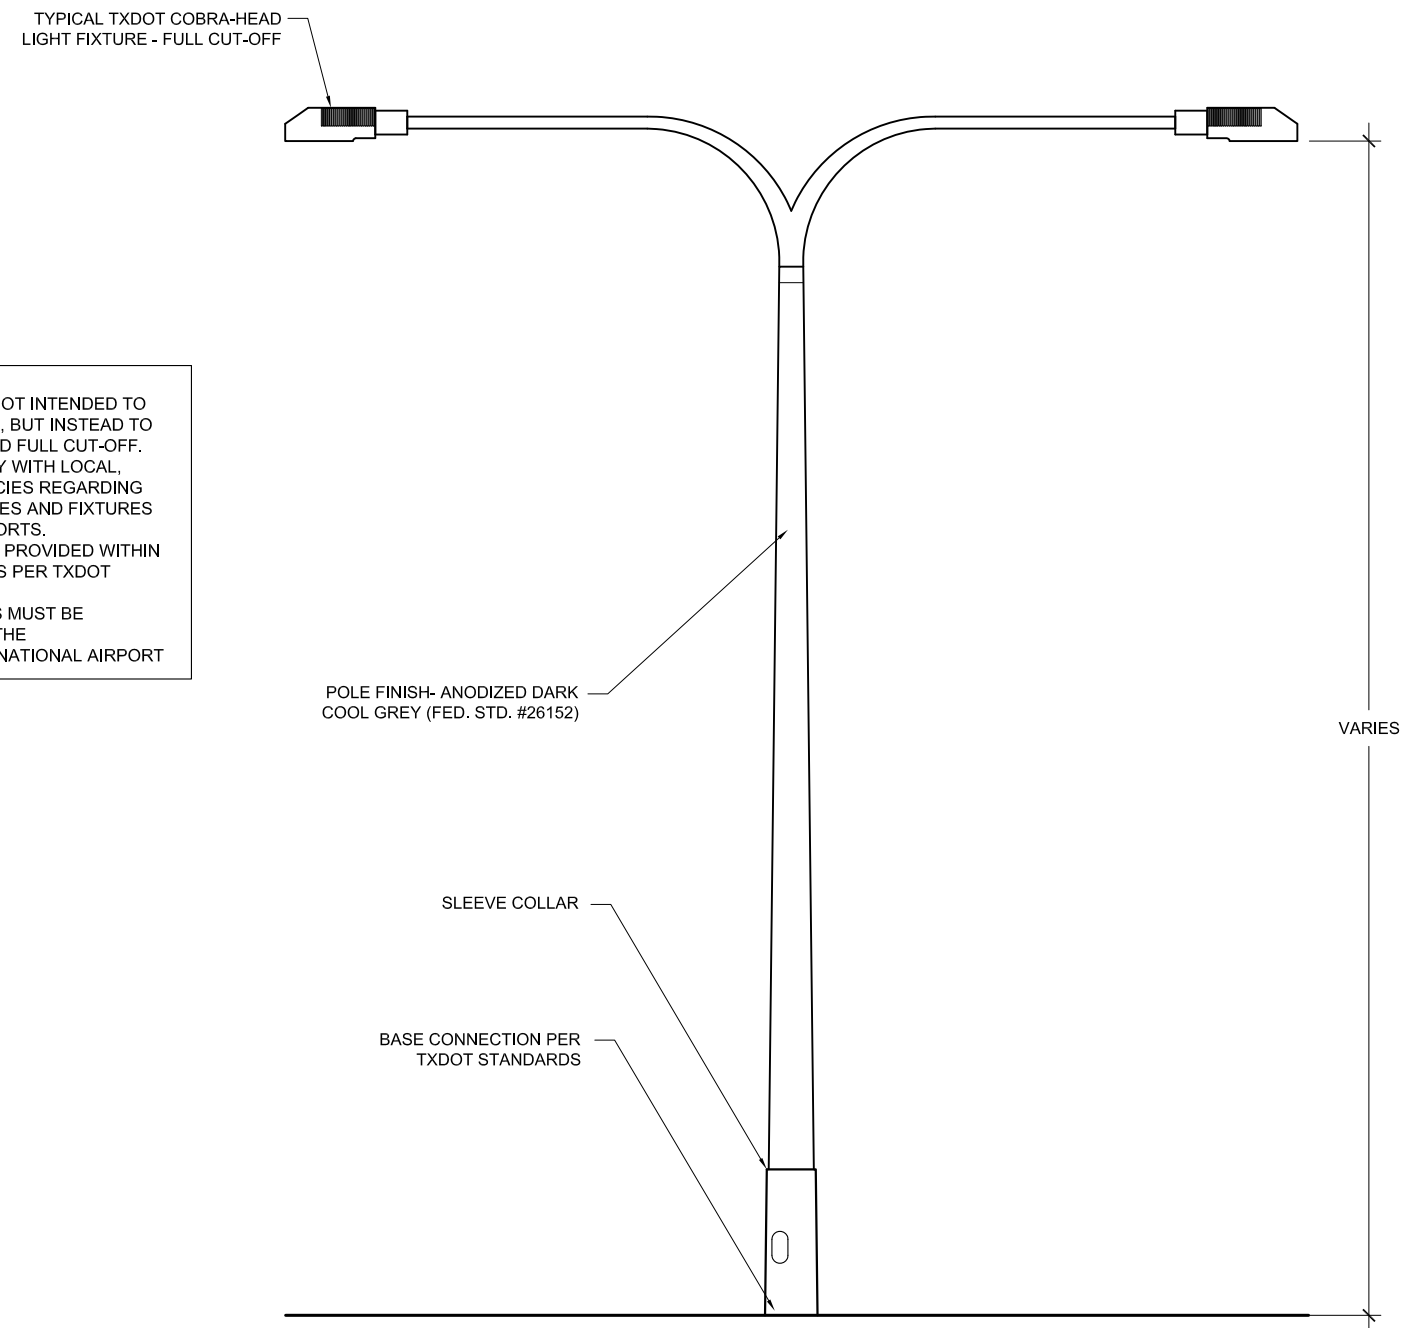 TYPICAL TXDOT COBRA-HEAD
LIGHT FIXTURE - FULL CUT-OFF
OT INTENDED TO
, BUT INSTEAD TO
D FULL CUT-OFF.
Y WITH LOCAL,
CIES REGARDING
ES AND FIXTURES
ORTS.
PROVIDED WITHIN
S PER TXDOT
S MUST BE
THE
NATIONAL AIRPORT
POLE FINISH- ANODIZED DARK
COOL GREY (FED. STD. #26152)
VARIES
SLEEVE COLLAR
BASE CONNECTION PER
TXDOT STANDARDS